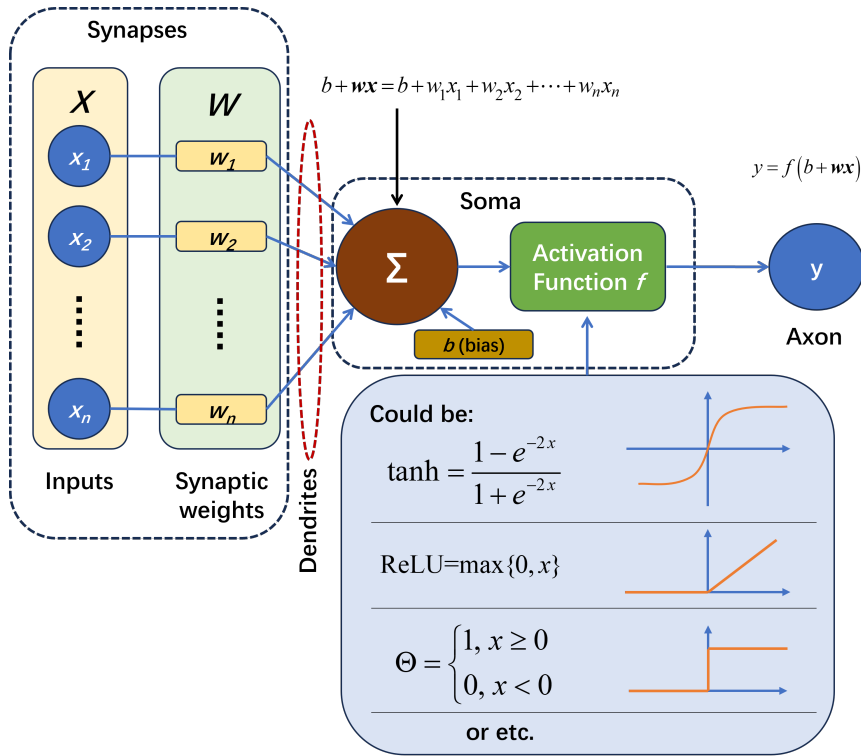 Synapses
X
W
x₁
w₁
x₂
w₂
xₙ
wₙ
Inputs
Synaptic
weights
Dendrites
b + wx = b + w₁x₁ + w₂x₂ + ⋯ + wₙxₙ
Soma
Σ
Activation
Function f
b (bias)
y = f(b + wx)
y
Axon
Could be:
tanh = (1 − e⁻²ˣ)/(1 + e⁻²ˣ)
ReLU=max{0, x}
Θ = {1, x ≥ 0
0, x < 0
or etc.